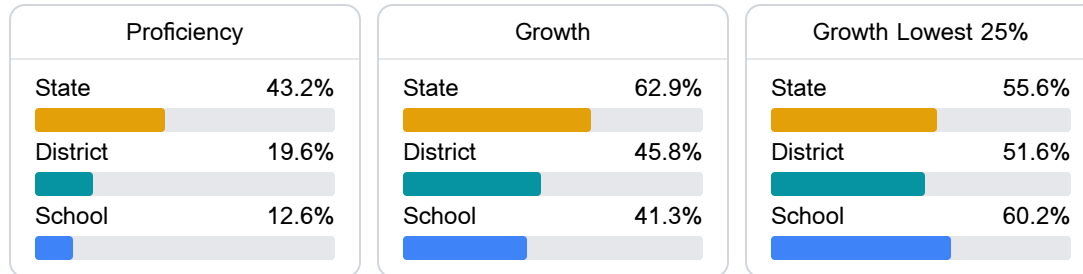 Proficiency
State 43.2%
District 19.6%
School 12.6%
Growth
State 62.9%
District 45.8%
School 41.3%
Growth Lowest 25%
State 55.6%
District 51.6%
School 60.2%